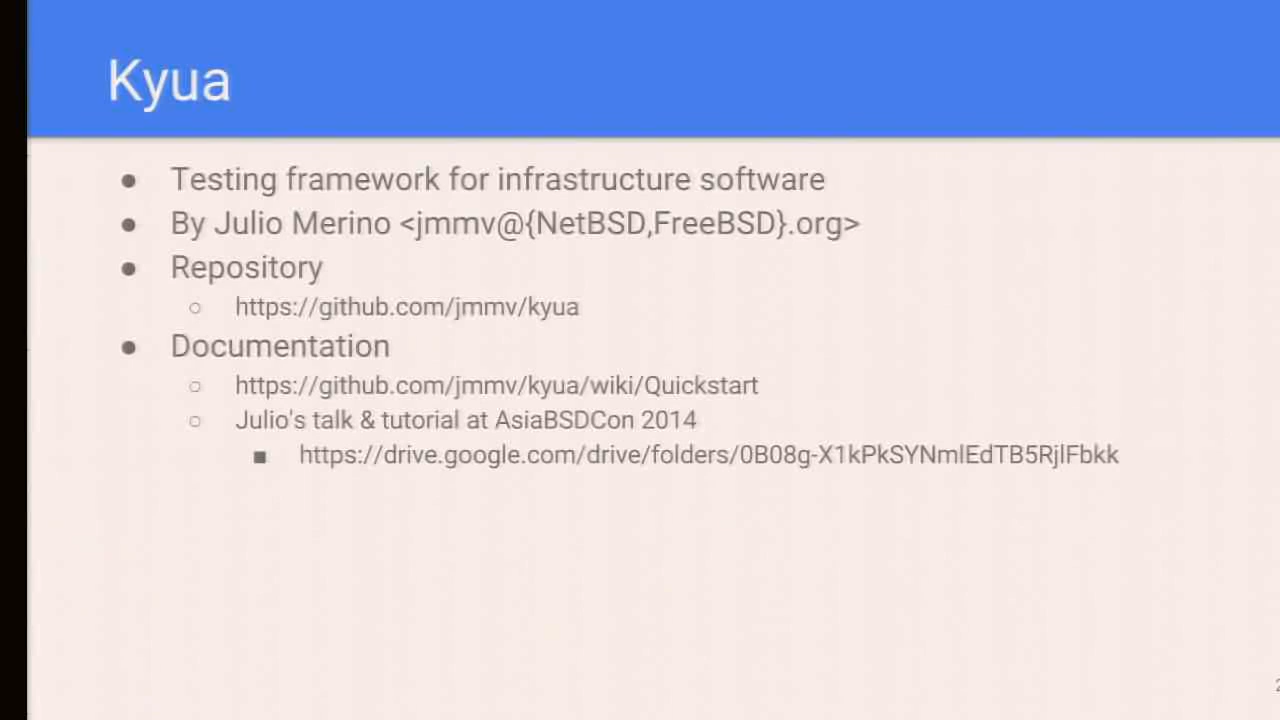 Kyua
● Testing framework for infrastructure software
● By Julio Merino <jmmv@{NetBSD,FreeBSD}.org>
● Repository
○ https://github.com/jmmv/kyua
● Documentation
○ https://github.com/jmmv/kyua/wiki/Quickstart
○ Julio's talk & tutorial at AsiaBSDCon 2014
■ https://drive.google.com/drive/folders/0B08g-X1kPkSYNmlEdTB5RjlFbkk